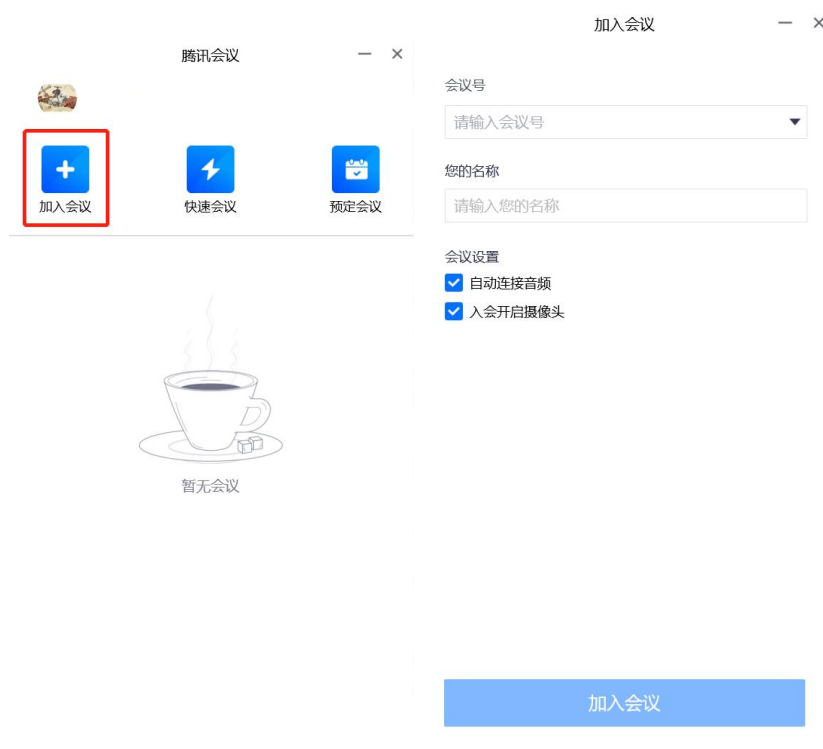 腾讯会议
加入会议
快速会议
预定会议
暂无会议
加入会议
会议号
请输入会议号
您的名称
请输入您的名称
会议设置
自动连接音频
入会开启摄像头
加入会议